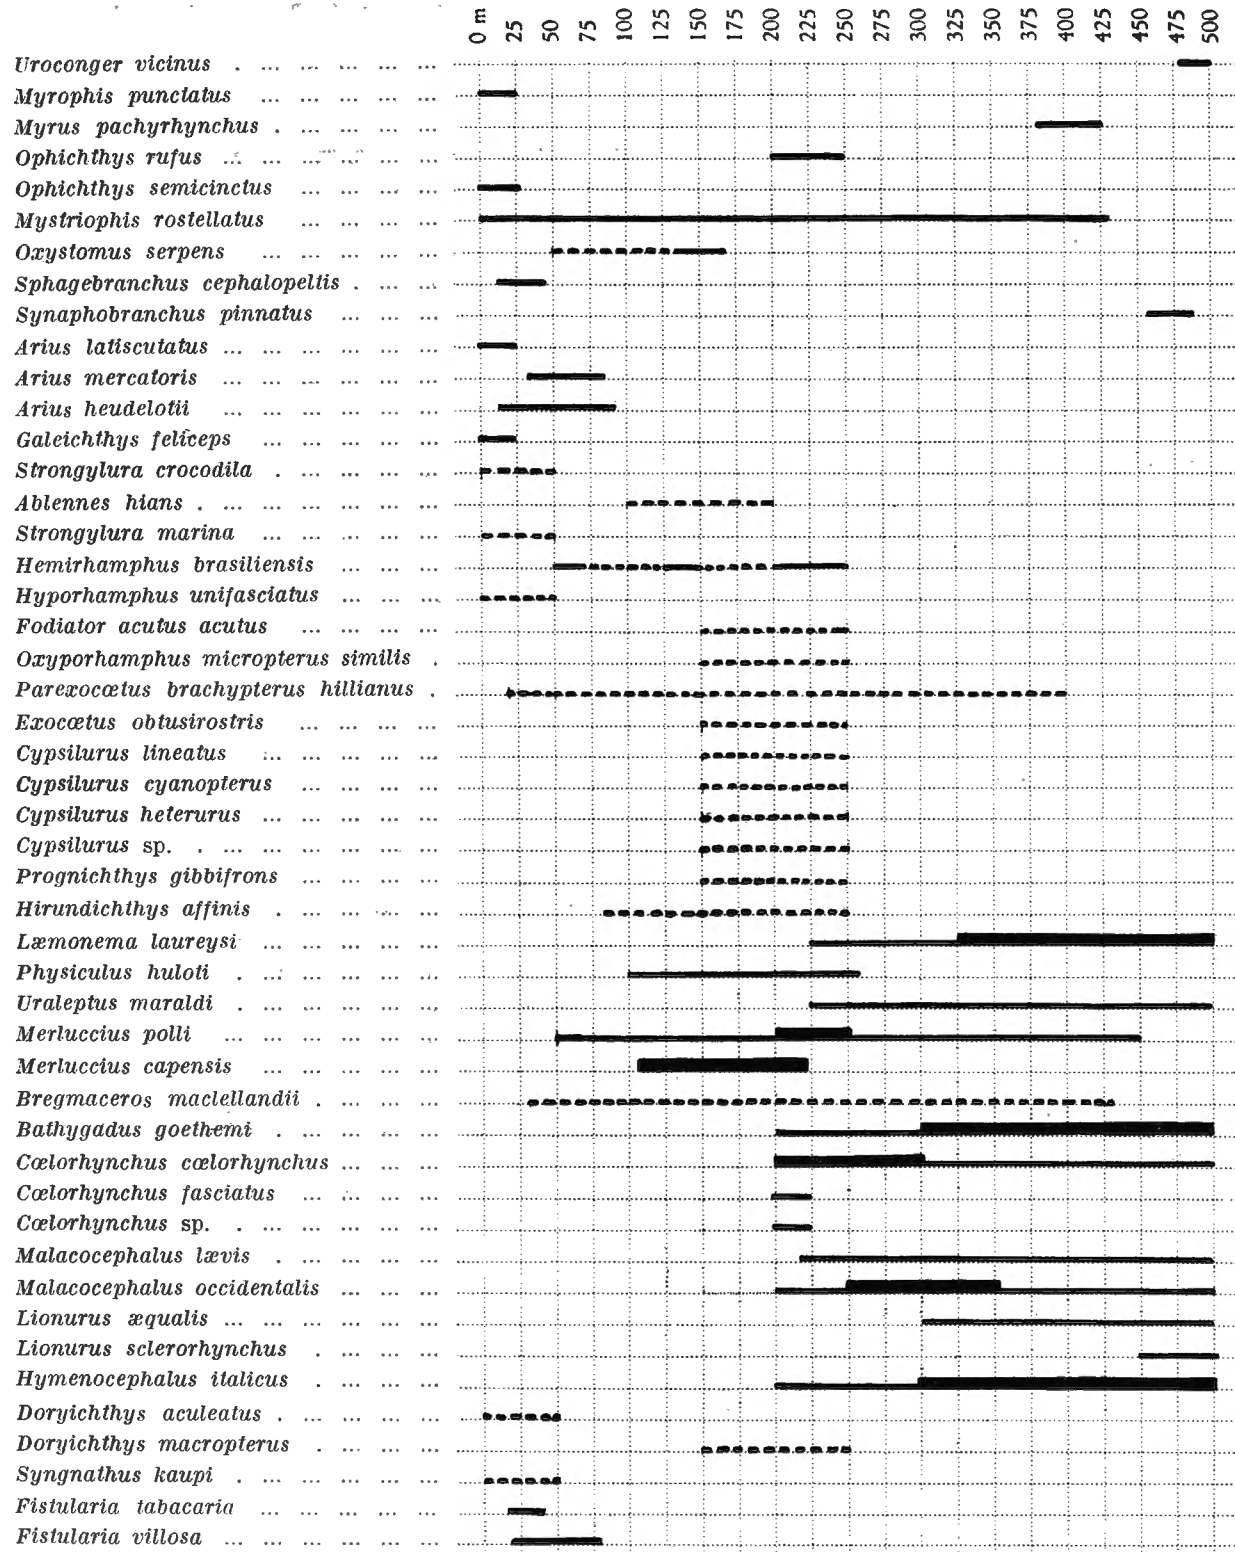 0 m 25 50 75 100 125 150 175 200 225 250 275 300 325 350 375 400 425 450 475 500
Uroconger vicinus . ... ... ... ... ...
Myrophis punctatus ... ... ... ... ...
Myrus pachyrhynchus . ... ... ... ...
Ophichthys rufus ... ... ... ... ... ...
Ophichthys semicinctus ... ... ... ...
Mystriophis rostellatus ... ... ... ...
Oxystomus serpens ... ... ... ... ...
Sphagebranchus cephalopeltis . ... ...
Synaphobranchus pinnatus ... ... ...
Arius latiscutatus ... ... ... ... ... ...
Arius mercatoris ... ... ... ... ... ...
Arius heudelotii ... ... ... ... ... ...
Galeichthys feliceps ... ... ... ... ...
Strongylura crocodila . ... ... ... ...
Ablennes hians . ... ... ... ... ... ...
Strongylura marina ... ... ... ... ...
Hemirhamphus brasiliensis ... ... ...
Hyporhamphus unifasciatus ... ... ...
Fodiator acutus acutus ... ... ... ...
Oxyporhamphus micropterus similis .
Parexocœtus brachypterus hillianus .
Exocœtus obtusirostris ... ... ... ...
Cypsilurus lineatus ... ... ... ... ...
Cypsilurus cyanopterus ... ... ... ...
Cypsilurus heterurus ... ... ... ...
Cypsilurus sp. . ... ... ... ... ... ...
Prognichthys gibbifrons ... ... ... ...
Hirundichthys affinis . ... ... ... ...
Læmonema laureysi ... ... ... ... ...
Physiculus huloti . ... ... ... ... ...
Uraleptus maraldi . ... ... ... ... ...
Merluccius polli ... ... ... ... ... ...
Merluccius capensis ... ... ... ... ...
Bregmaceros maclellandii . ... ... ...
Bathygadus goethemi . ... ... ... ...
Cœlorhynchus cœlorhynchus ... ... ...
Cœlorhynchus fasciatus ... ... ... ...
Cœlorhynchus sp. . ... ... ... ... ...
Malacocephalus lævis . ... ... ... ...
Malacocephalus occidentalis ... ... ...
Lionurus æqualis ... ... ... ... ... ...
Lionurus sclerorhynchus . ... ... ...
Hymenocephalus italicus . ... ... ...
Doryichthys aculeatus . ... ... ... ...
Doryichthys macropterus . ... ... ...
Syngnathus kaupi . ... ... ... ... ...
Fistularia tabacaria ... ... ... ... ...
Fistularia villosa ... ... ... ... ... ...